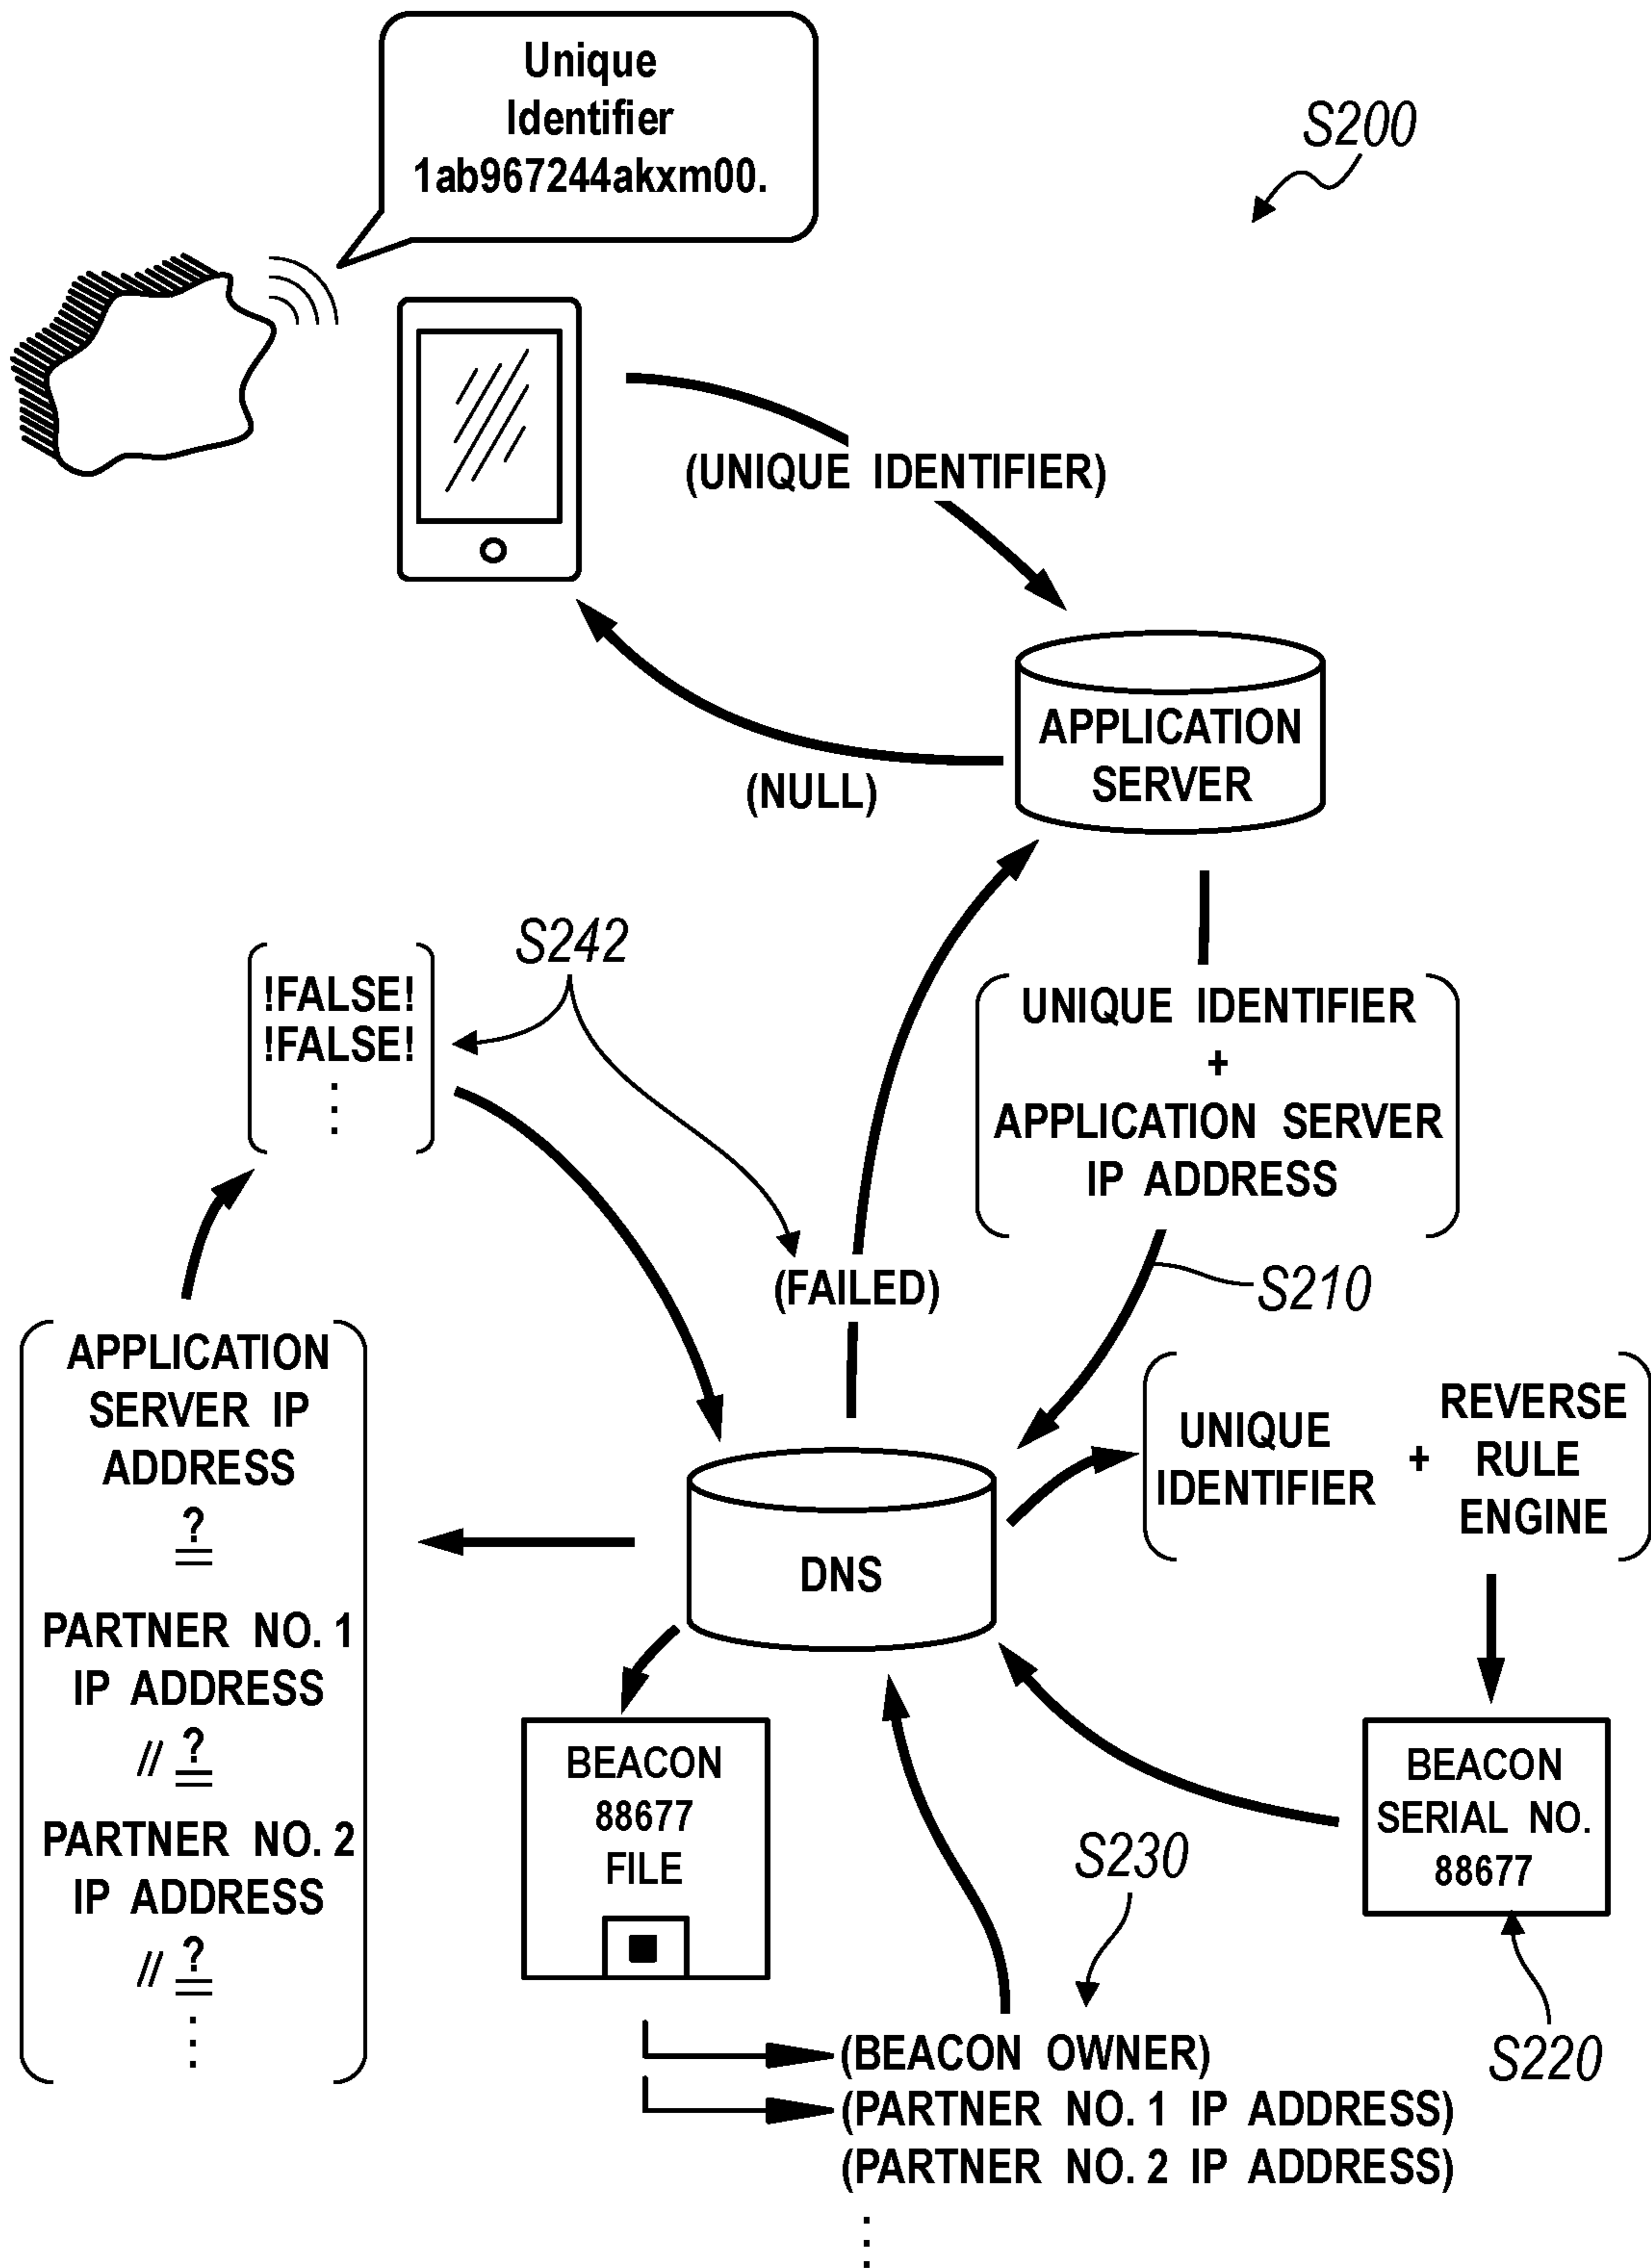 Unique
Identifier
1ab967244akxm00.
S200
(UNIQUE IDENTIFIER)
APPLICATION
SERVER
(NULL)
S242
!FALSE!
!FALSE!
⋮
UNIQUE IDENTIFIER
+
APPLICATION SERVER
IP ADDRESS
(FAILED)
S210
APPLICATION
SERVER IP
ADDRESS
?
=
PARTNER NO. 1
IP ADDRESS
// ?
=
PARTNER NO. 2
IP ADDRESS
// ?
=
⋮
UNIQUE
IDENTIFIER
+
REVERSE
RULE
ENGINE
DNS
BEACON
88677
FILE
BEACON
SERIAL NO.
88677
S230
S220
(BEACON OWNER)
(PARTNER NO. 1 IP ADDRESS)
(PARTNER NO. 2 IP ADDRESS)
⋮